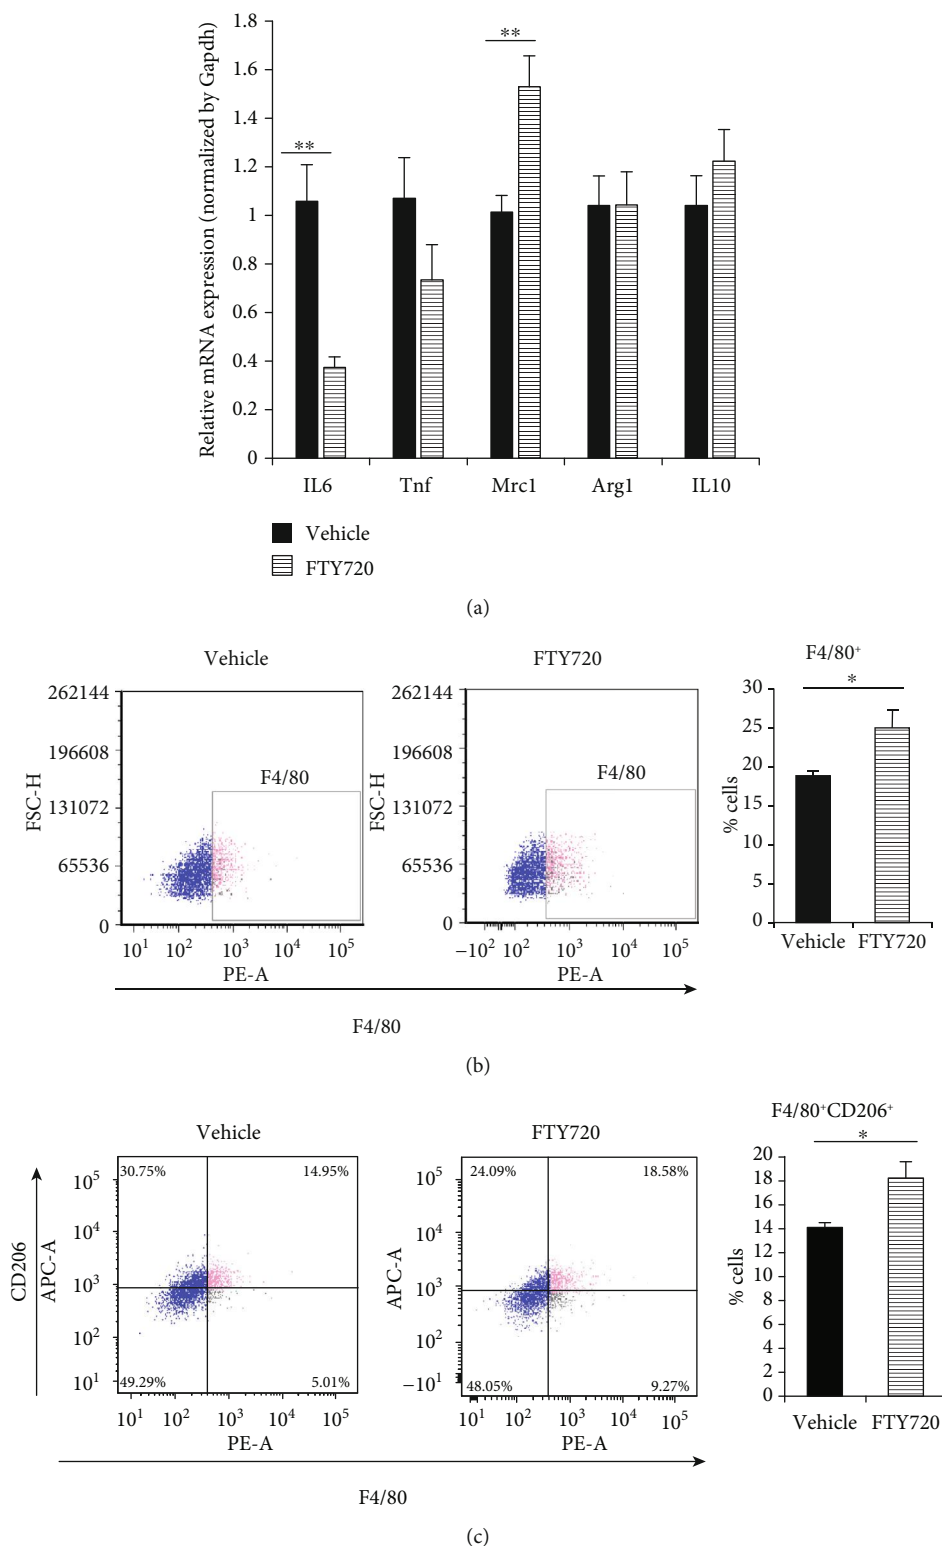 Relative mRNA expression (normalized by Gapdh)
1.8
1.6
1.4
1.2
1
0.8
0.6
0.4
0.2
0
**
**
IL6 Tnf Mrc1 Arg1 IL10
Vehicle
FTY720
(a)
Vehicle
FTY720
F4/80+
FSC-H
262144
196608
131072
65536
0
F4/80
10¹ 10² 10³ 10⁴ 10⁵
PE-A
FSC-H
262144
196608
131072
65536
0
F4/80
−10² 10² 10³ 10⁴ 10⁵
PE-A
F4/80
% cells
30
25
20
15
10
5
0
*
Vehicle FTY720
(b)
Vehicle
FTY720
F4/80+CD206+
CD206
APC-A
10⁵
10⁴
10³
10²
10¹
30.75% 14.95%
49.29% 5.01%
10¹ 10² 10³ 10⁴ 10⁵
PE-A
APC-A
10⁵
10⁴
10³
10²
−10¹
24.09% 18.58%
48.05% 9.27%
10¹ 10² 10³ 10⁴ 10⁵
PE-A
F4/80
% cells
20
18
16
14
12
10
8
6
4
2
0
*
Vehicle FTY720
(c)